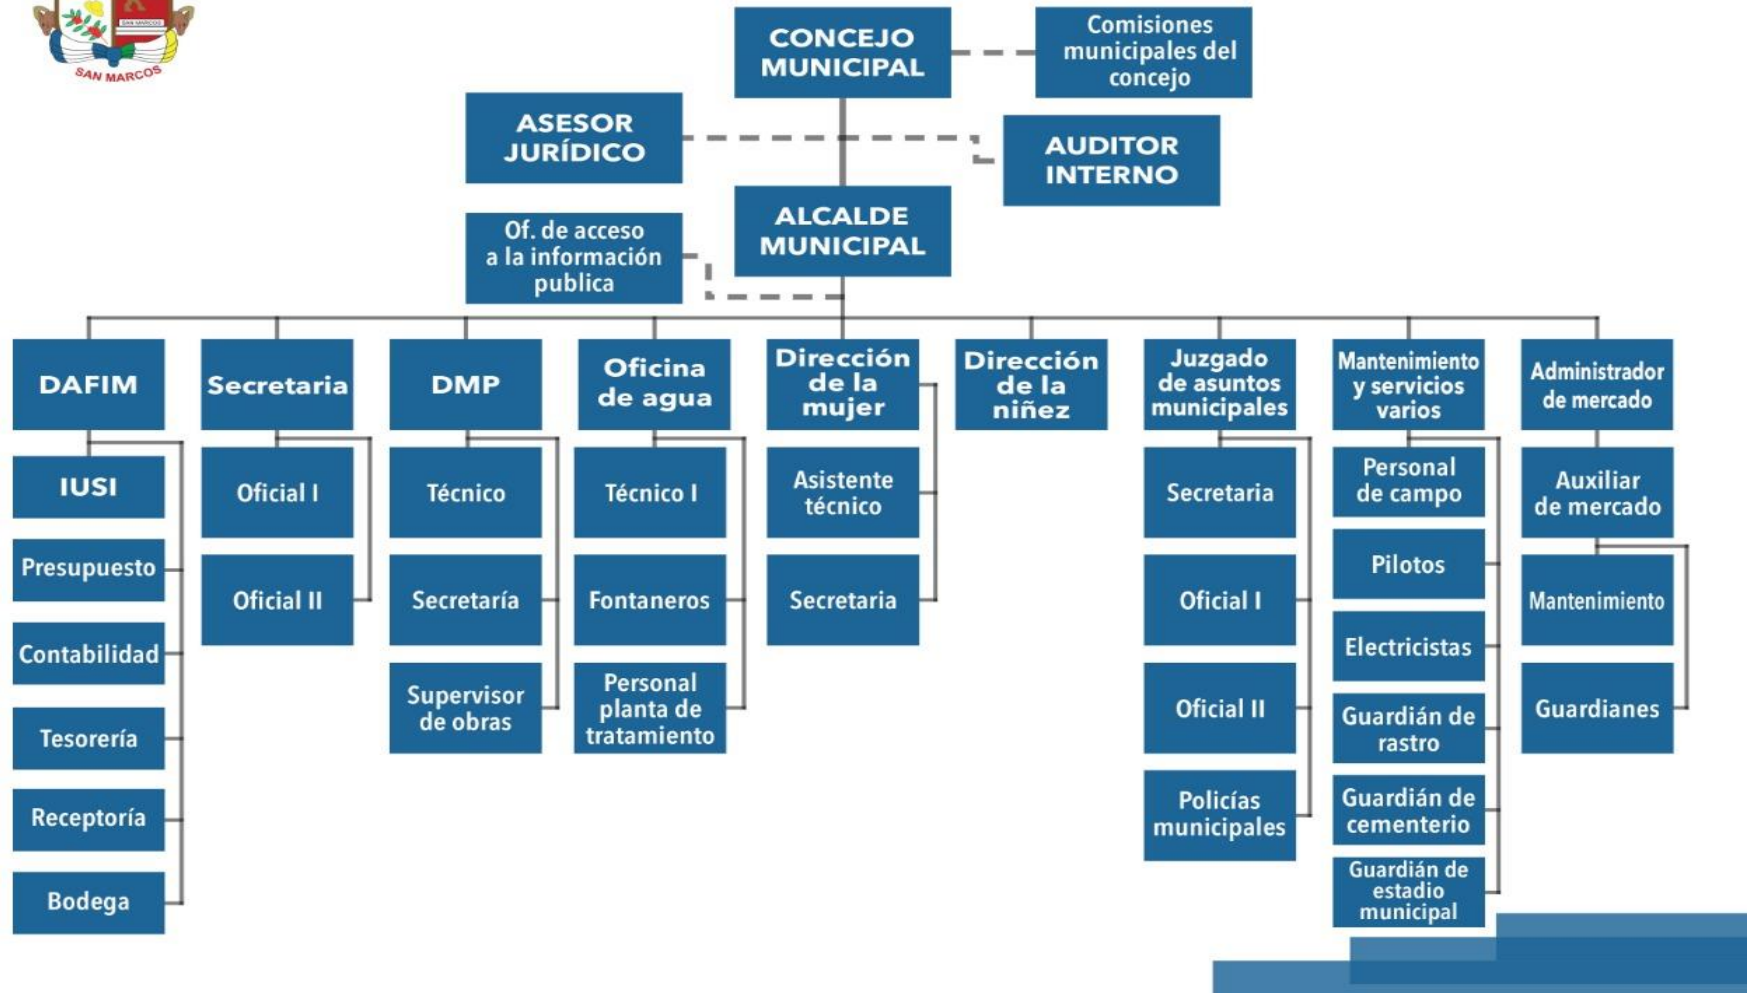 SAN MARCOS
SAN MARCOS
CONCEJO
MUNICIPAL
Comisiones
municipales del
concejo
ASESOR
JURÍDICO
AUDITOR
INTERNO
ALCALDE
MUNICIPAL
Of. de acceso
a la información
publica
DAFIM
IUSI
Presupuesto
Contabilidad
Tesorería
Receptoría
Bodega
Secretaria
Oficial I
Oficial II
DMP
Técnico
Secretaría
Supervisor
de obras
Oficina
de agua
Técnico I
Fontaneros
Personal
planta de
tratamiento
Dirección
de la
mujer
Asistente
técnico
Secretaria
Dirección
de la
niñez
Juzgado
de asuntos
municipales
Secretaria
Oficial I
Oficial II
Policías
municipales
Mantenimiento
y servicios
varios
Personal
de campo
Pilotos
Electricistas
Guardián de
rastro
Guardián de
cementerio
Guardián de
estadio
municipal
Administrador
de mercado
Auxiliar
de mercado
Mantenimiento
Guardianes